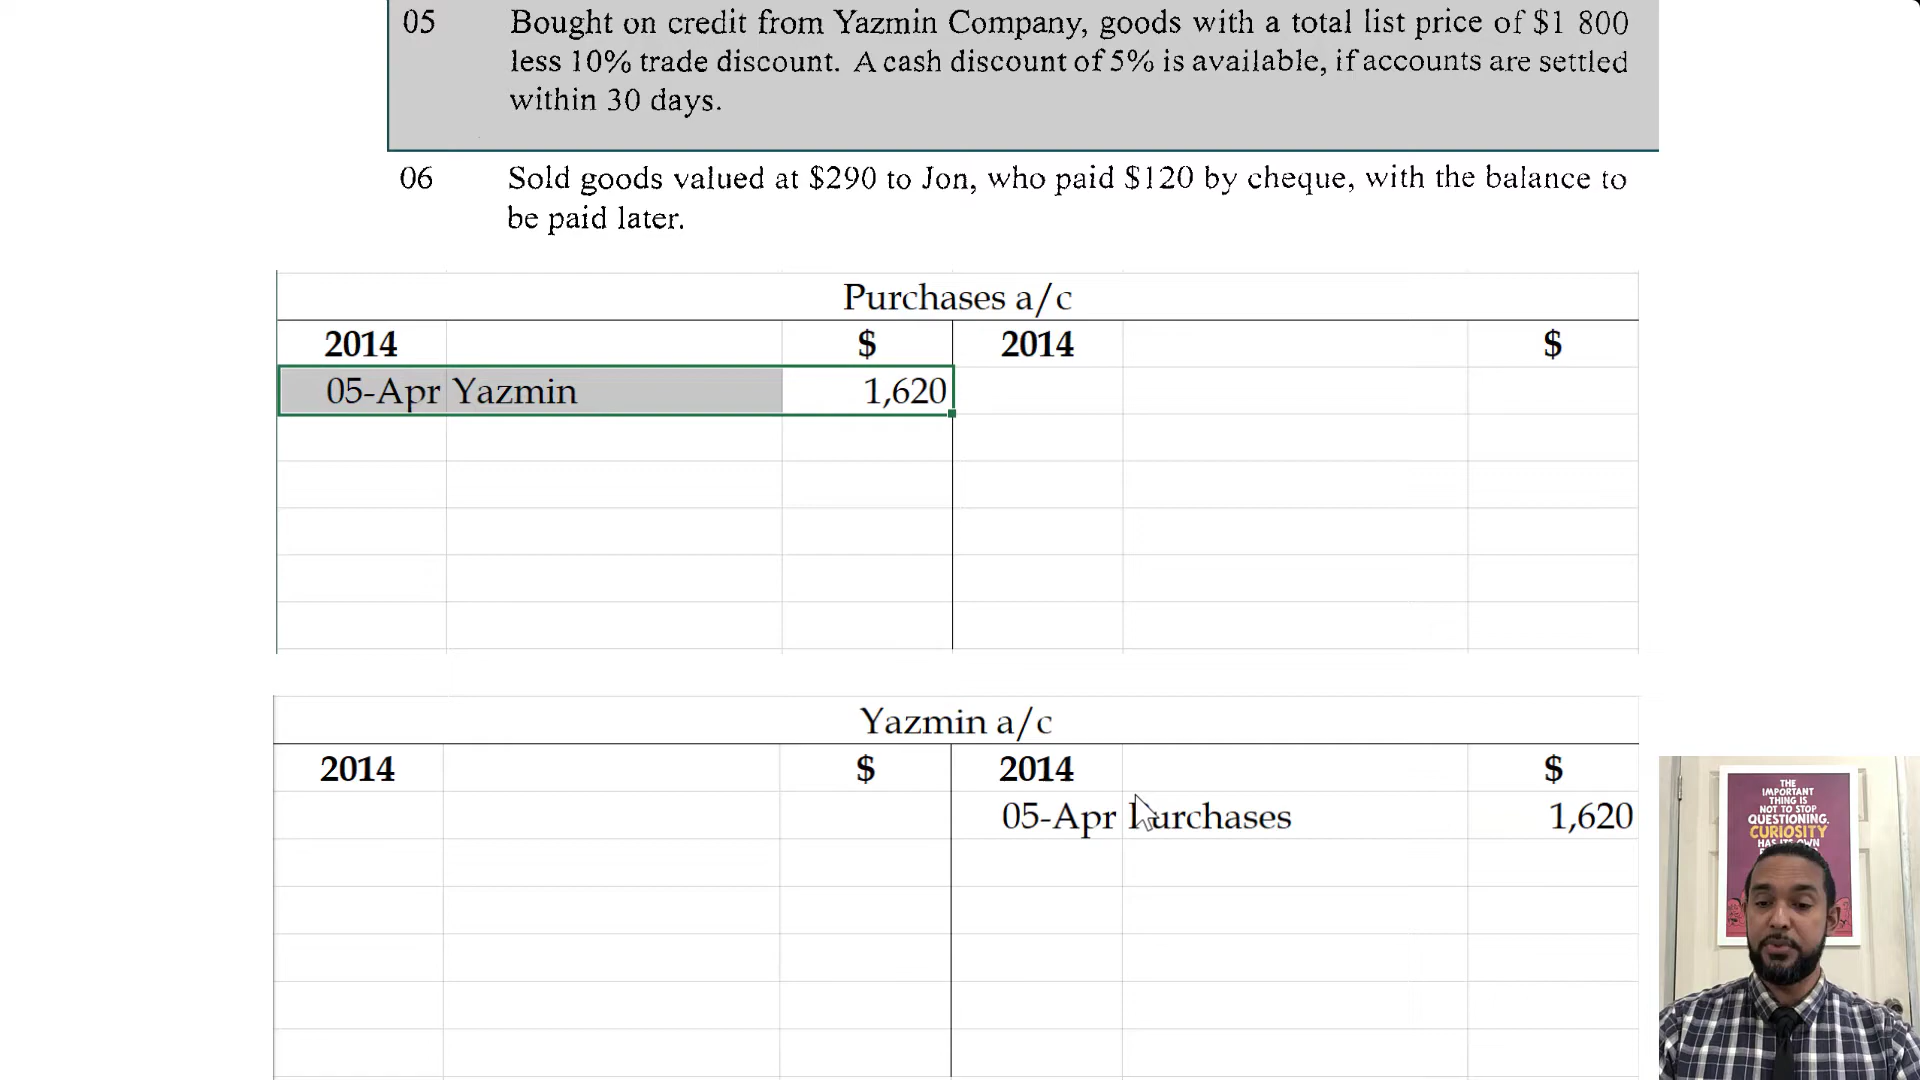 05 Bought on credit from Yazmin Company, goods with a total list price of $1 800
less 10% trade discount. A cash discount of 5% is available, if accounts are settled
within 30 days.
06 Sold goods valued at $290 to Jon, who paid $120 by cheque, with the balance to
be paid later.
Purchases a/c
2014 $ 2014 $
05-Apr Yazmin 1,620
Yazmin a/c
2014 $ 2014 $
05-Apr Purchases 1,620
THE
IMPORTANT
THING IS
NOT TO STOP
QUESTIONING.
CURIOSITY
HAS ITS OWN